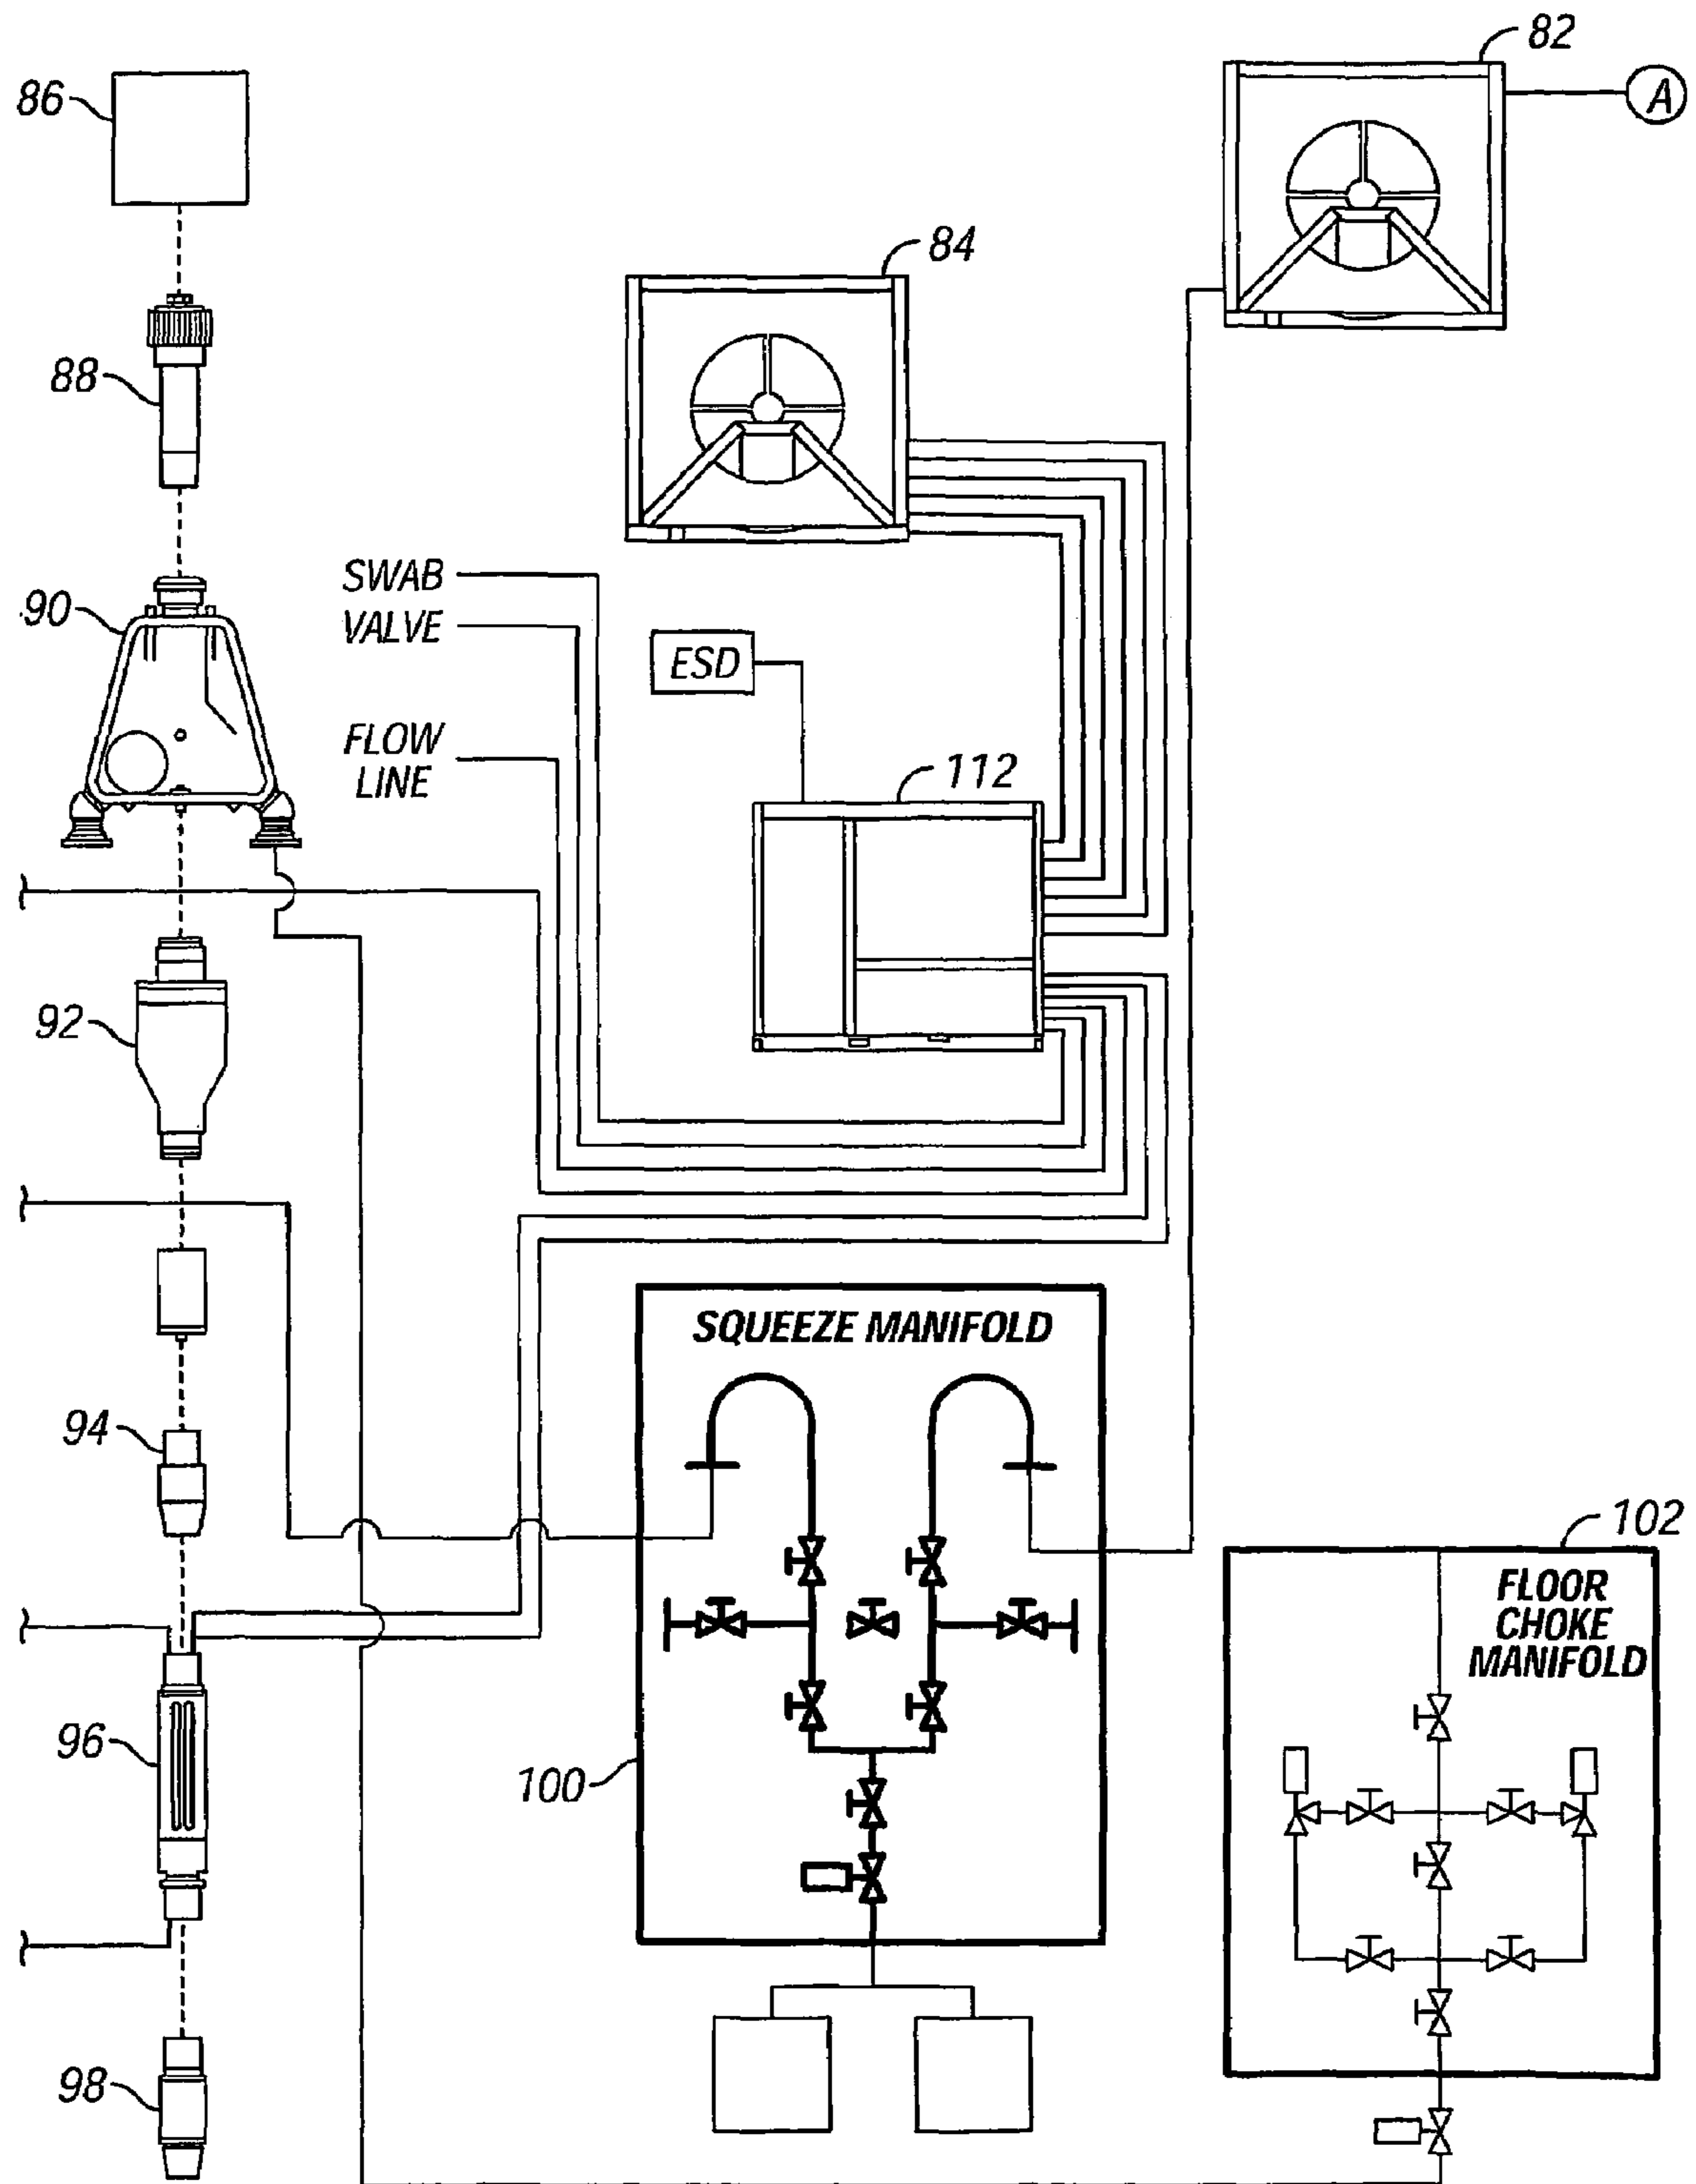 82
A
86
84
88
90
SWAB
VALVE
ESD
FLOW
LINE
112
92
SQUEEZE MANIFOLD
94
102
FLOOR
CHOKE
MANIFOLD
96
100
98